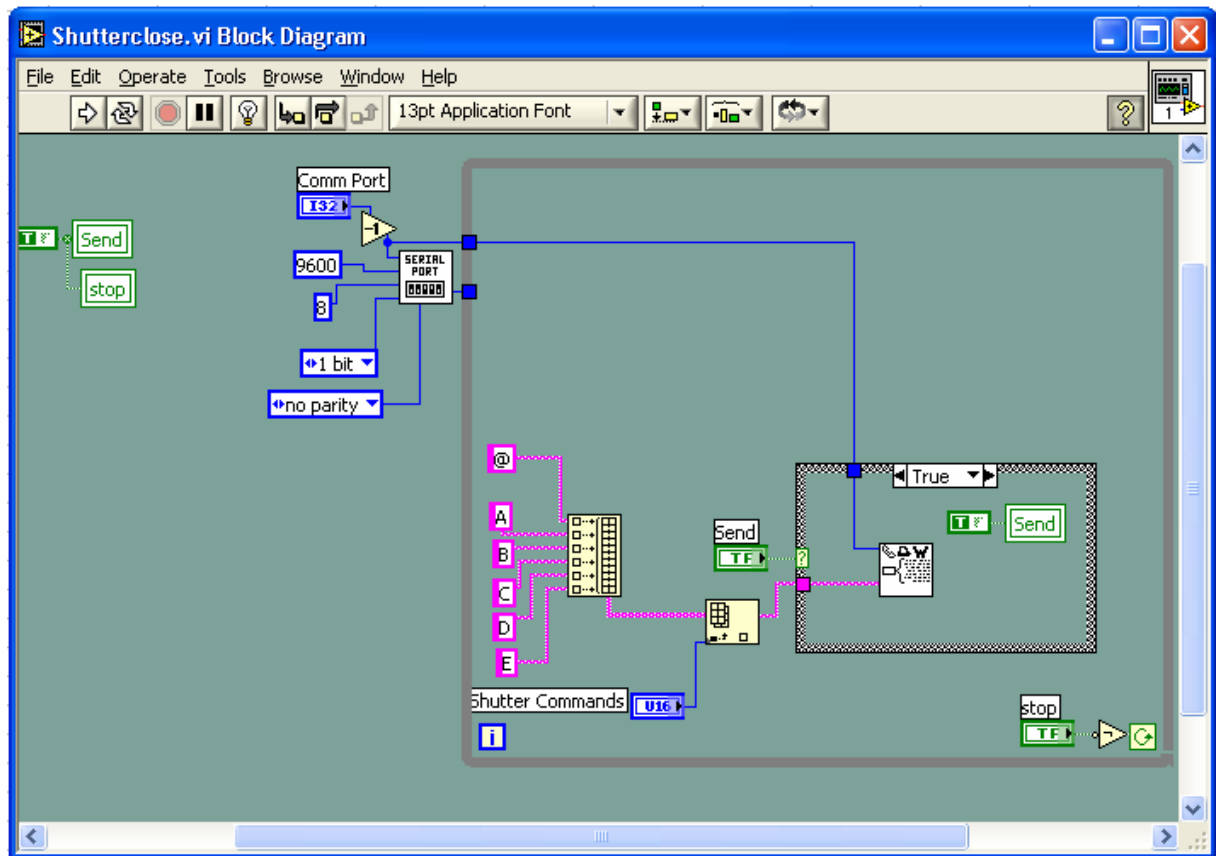 Shutterclose.vi Block Diagram
File Edit Operate Tools Browse Window Help
13pt Application Font
1
Comm Port
I32
-1
T F
Send
stop
9600
SERIAL
PORT
8
1 bit
no parity
@
A
B
C
D
E
Send
TF
?
True
T F
Send
W
Shutter Commands
U16
i
stop
TF